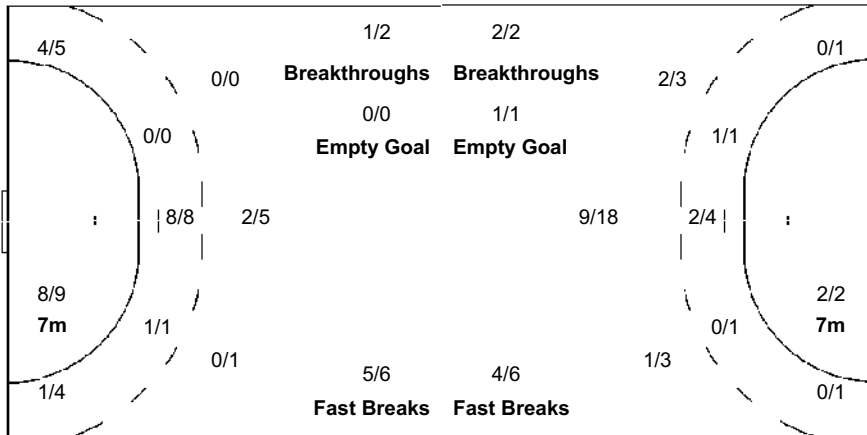 1/2 2/2
4/5 0/1
0/0 Breakthroughs Breakthroughs 2/3
0/0 1/1
0/0 Empty Goal Empty Goal 1/1
8/8 2/5 9/18 2/4
8/9 2/2
7m 1/1 0/1 7m
0/1 1/3
5/6 4/6
1/4 0/1
Fast Breaks Fast Breaks